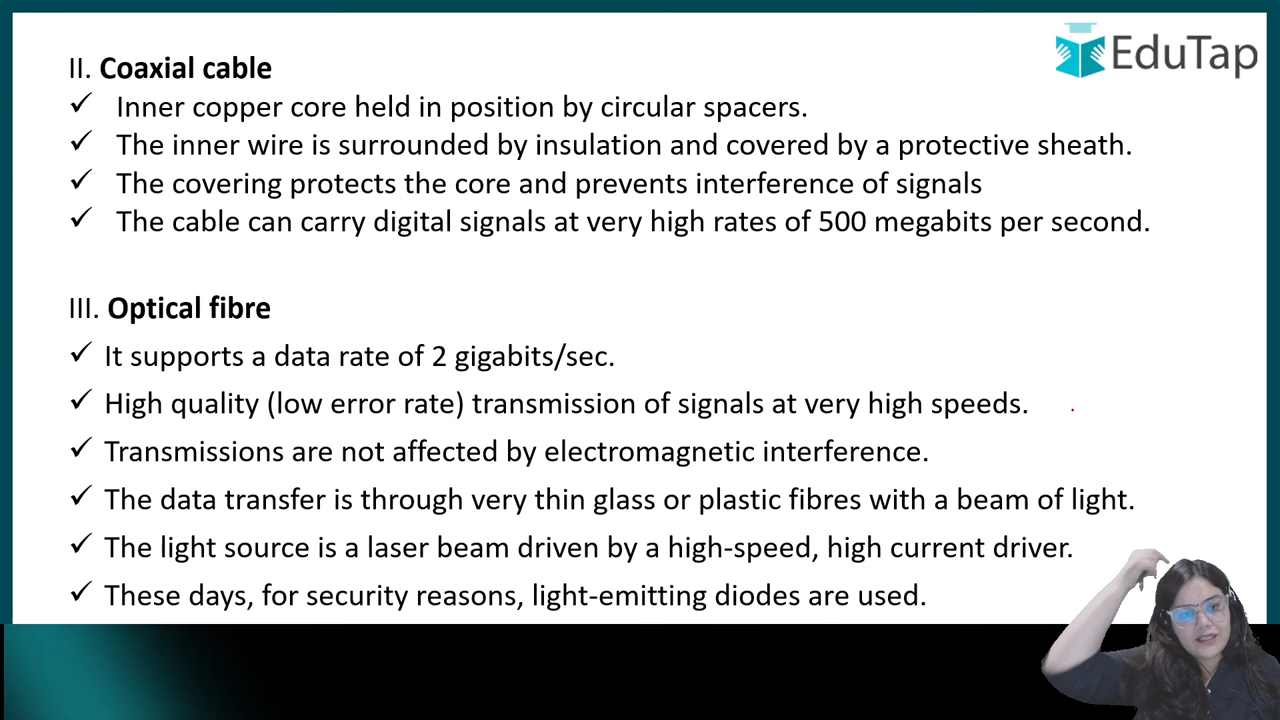 EduTap
II. Coaxial cable
✓ Inner copper core held in position by circular spacers.
✓ The inner wire is surrounded by insulation and covered by a protective sheath.
✓ The covering protects the core and prevents interference of signals
✓ The cable can carry digital signals at very high rates of 500 megabits per second.
III. Optical fibre
✓ It supports a data rate of 2 gigabits/sec.
✓ High quality (low error rate) transmission of signals at very high speeds.
✓ Transmissions are not affected by electromagnetic interference.
✓ The data transfer is through very thin glass or plastic fibres with a beam of light.
✓ The light source is a laser beam driven by a high-speed, high current driver.
✓ These days, for security reasons, light-emitting diodes are used.